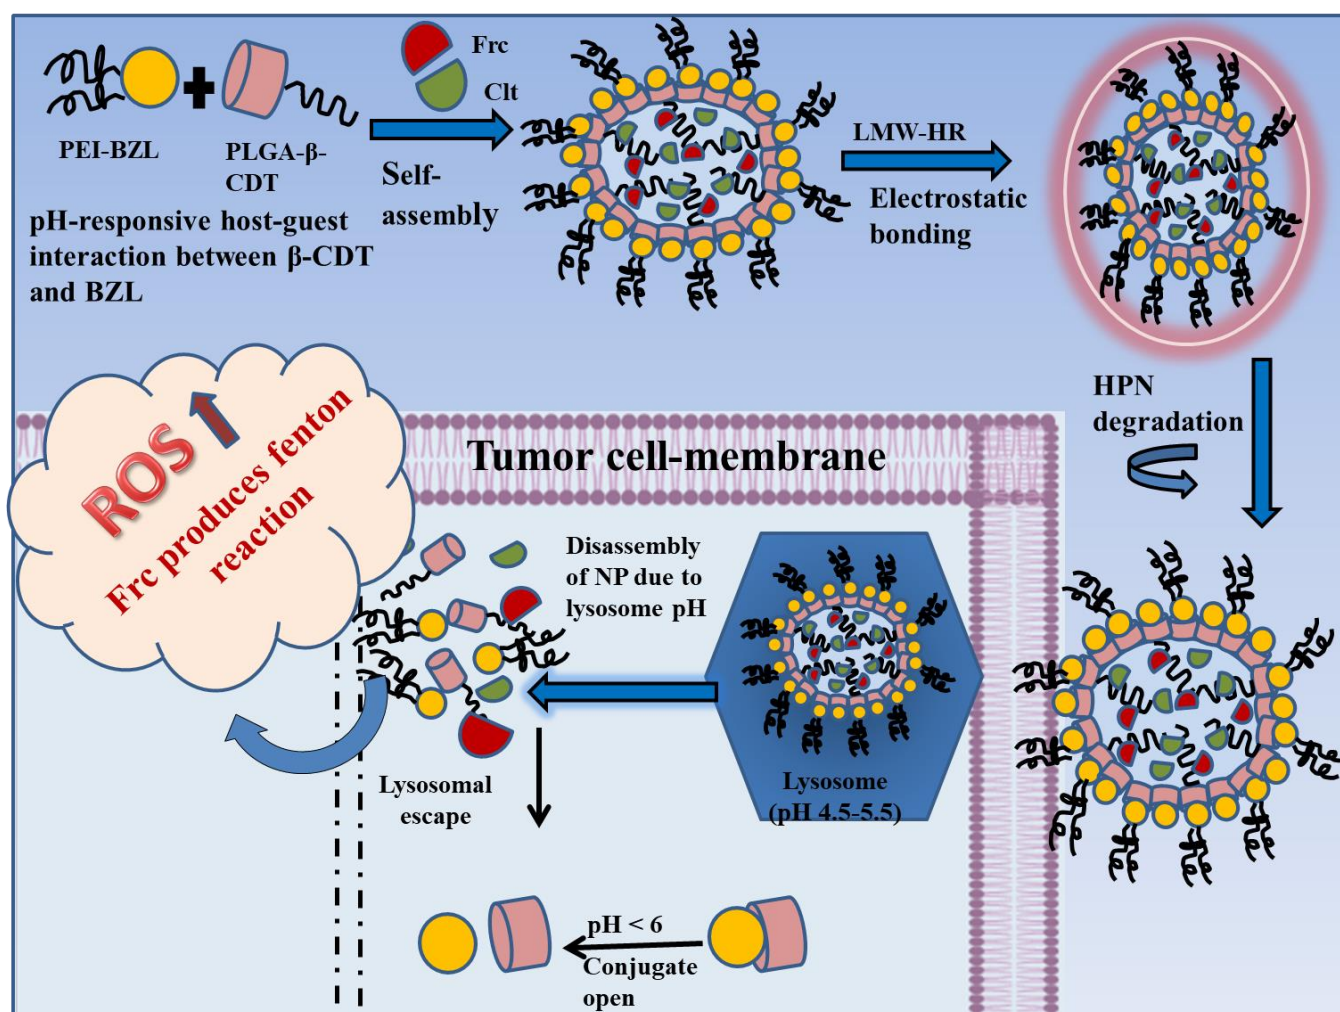 PEI-BZL
PLGA-β-
CDT
pH-responsive host-guest
interaction between β-CDT
and BZL
Frc
Clt
Self-
assembly
LMW-HR
Electrostatic
bonding
HPN
degradation
ROS
Frc produces fenton
reaction
Tumor cell-membrane
Disassembly
of NP due to
lysosome pH
Lysosome
(pH 4.5-5.5)
Lysosomal
escape
pH < 6
Conjugate
open